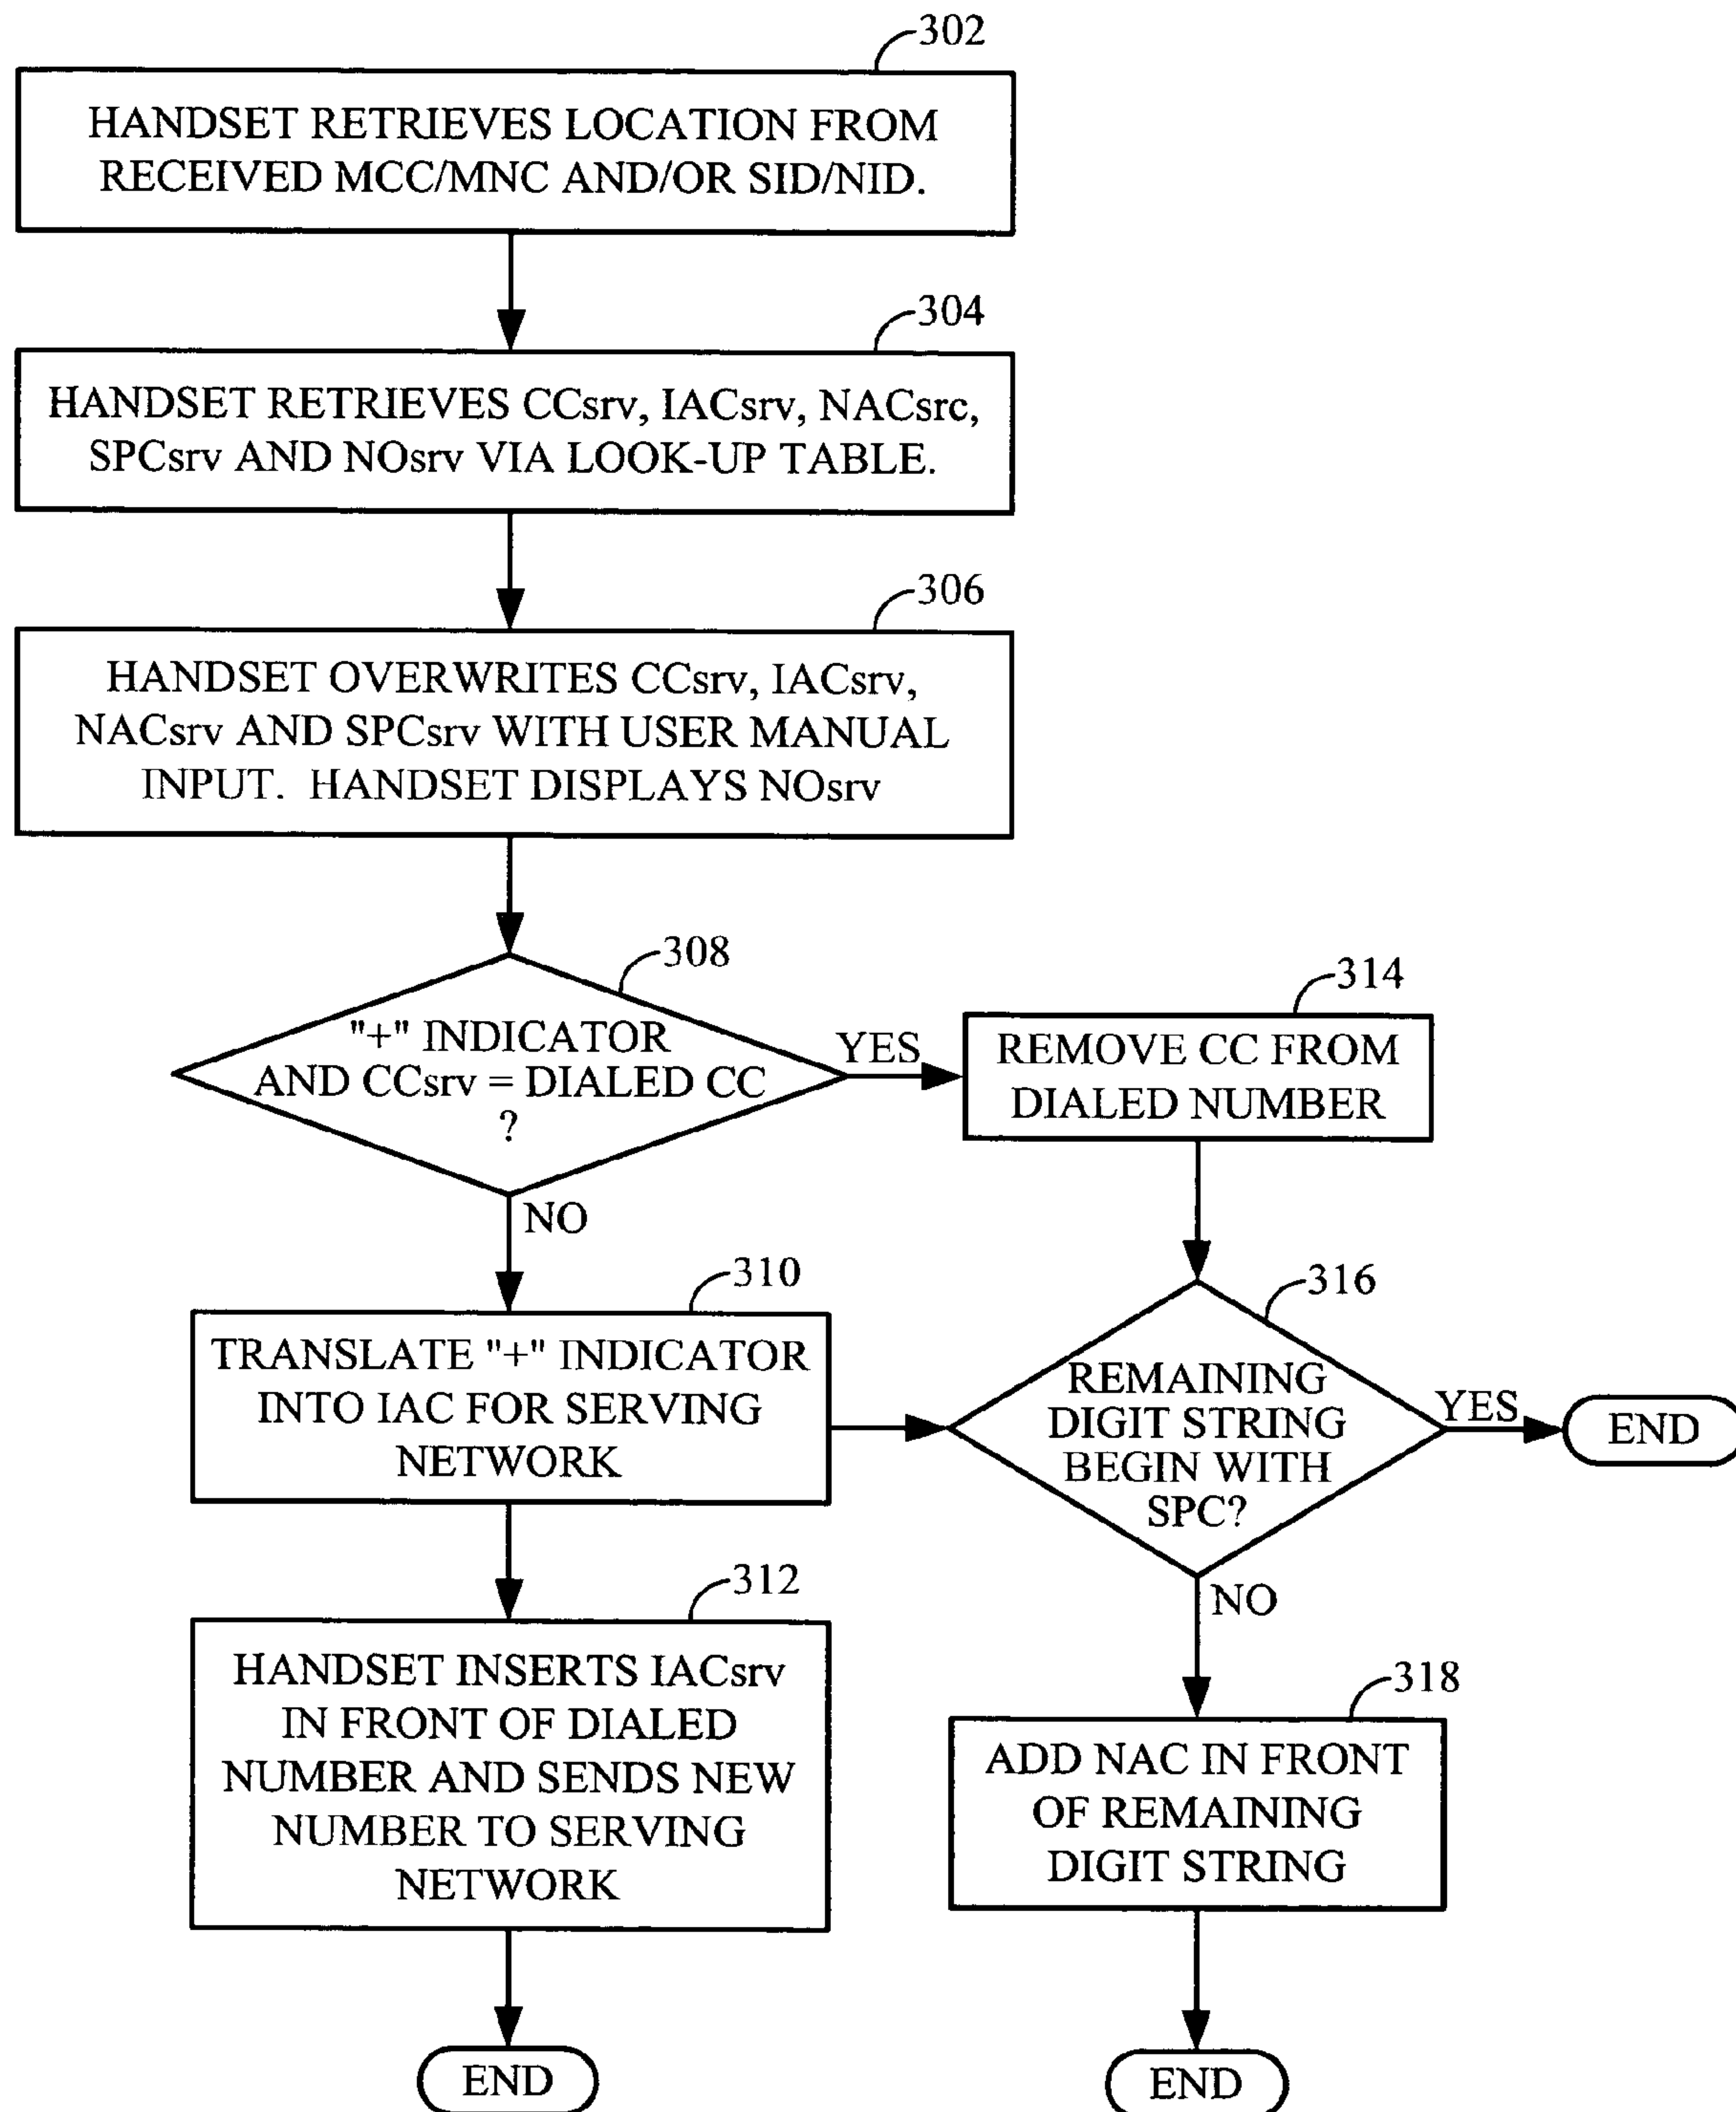 302
HANDSET RETRIEVES LOCATION FROM
RECEIVED MCC/MNC AND/OR SID/NID.
304
HANDSET RETRIEVES CCsrv, IACsrv, NACsrc,
SPCsrv AND NOsrv VIA LOOK-UP TABLE.
306
HANDSET OVERWRITES CCsrv, IACsrv,
NACsrv AND SPCsrv WITH USER MANUAL
INPUT. HANDSET DISPLAYS NOsrv
308
"+" INDICATOR
AND CCsrv = DIALED CC
?
YES
NO
314
REMOVE CC FROM
DIALED NUMBER
310
TRANSLATE "+" INDICATOR
INTO IAC FOR SERVING
NETWORK
316
REMAINING
DIGIT STRING
BEGIN WITH
SPC?
YES
END
NO
312
HANDSET INSERTS IACsrv
IN FRONT OF DIALED
NUMBER AND SENDS NEW
NUMBER TO SERVING
NETWORK
318
ADD NAC IN FRONT
OF REMAINING
DIGIT STRING
END
END